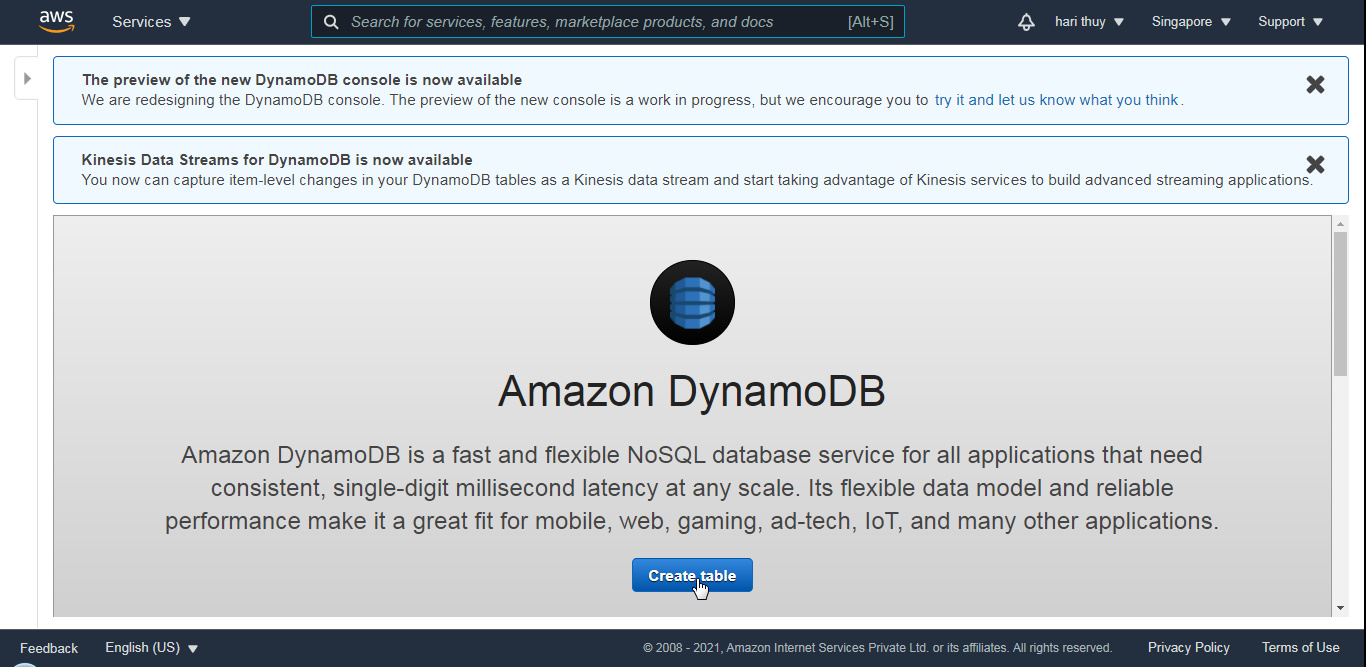 aws Services Search for services, features, marketplace products, and docs [Alt+S] hari thuy Singapore Support
The preview of the new DynamoDB console is now available
We are redesigning the DynamoDB console. The preview of the new console is a work in progress, but we encourage you to try it and let us know what you think.
Kinesis Data Streams for DynamoDB is now available
You now can capture item-level changes in your DynamoDB tables as a Kinesis data stream and start taking advantage of Kinesis services to build advanced streaming applications.
Amazon DynamoDB
Amazon DynamoDB is a fast and flexible NoSQL database service for all applications that need
consistent, single-digit millisecond latency at any scale. Its flexible data model and reliable
performance make it a great fit for mobile, web, gaming, ad-tech, IoT, and many other applications.
Create table
Feedback English (US) © 2008 - 2021, Amazon Internet Services Private Ltd. or its affiliates. All rights reserved. Privacy Policy Terms of Use